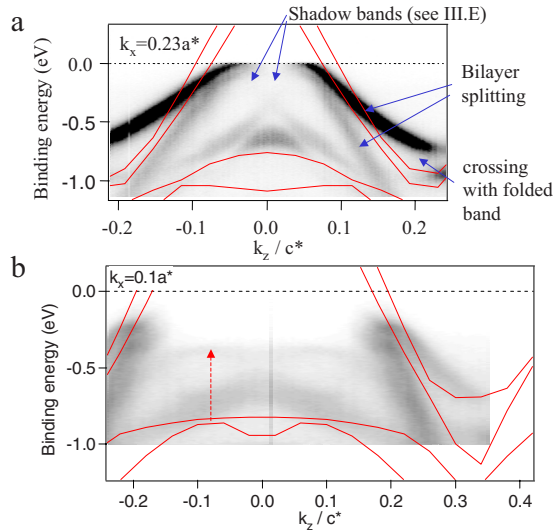 a
Shadow bands (see III.E)
k_x=0.23a*
Bilayer
splitting
crossing
with folded
band
Binding energy (eV)
0.0
-0.5
-1.0
-0.2
-0.1
0.0
0.1
0.2
k_z / c*
b
k_x=0.1a*
Binding energy (eV)
0.0
-0.5
-1.0
-0.2
-0.1
0.0
0.1
0.2
0.3
0.4
k_z / c*